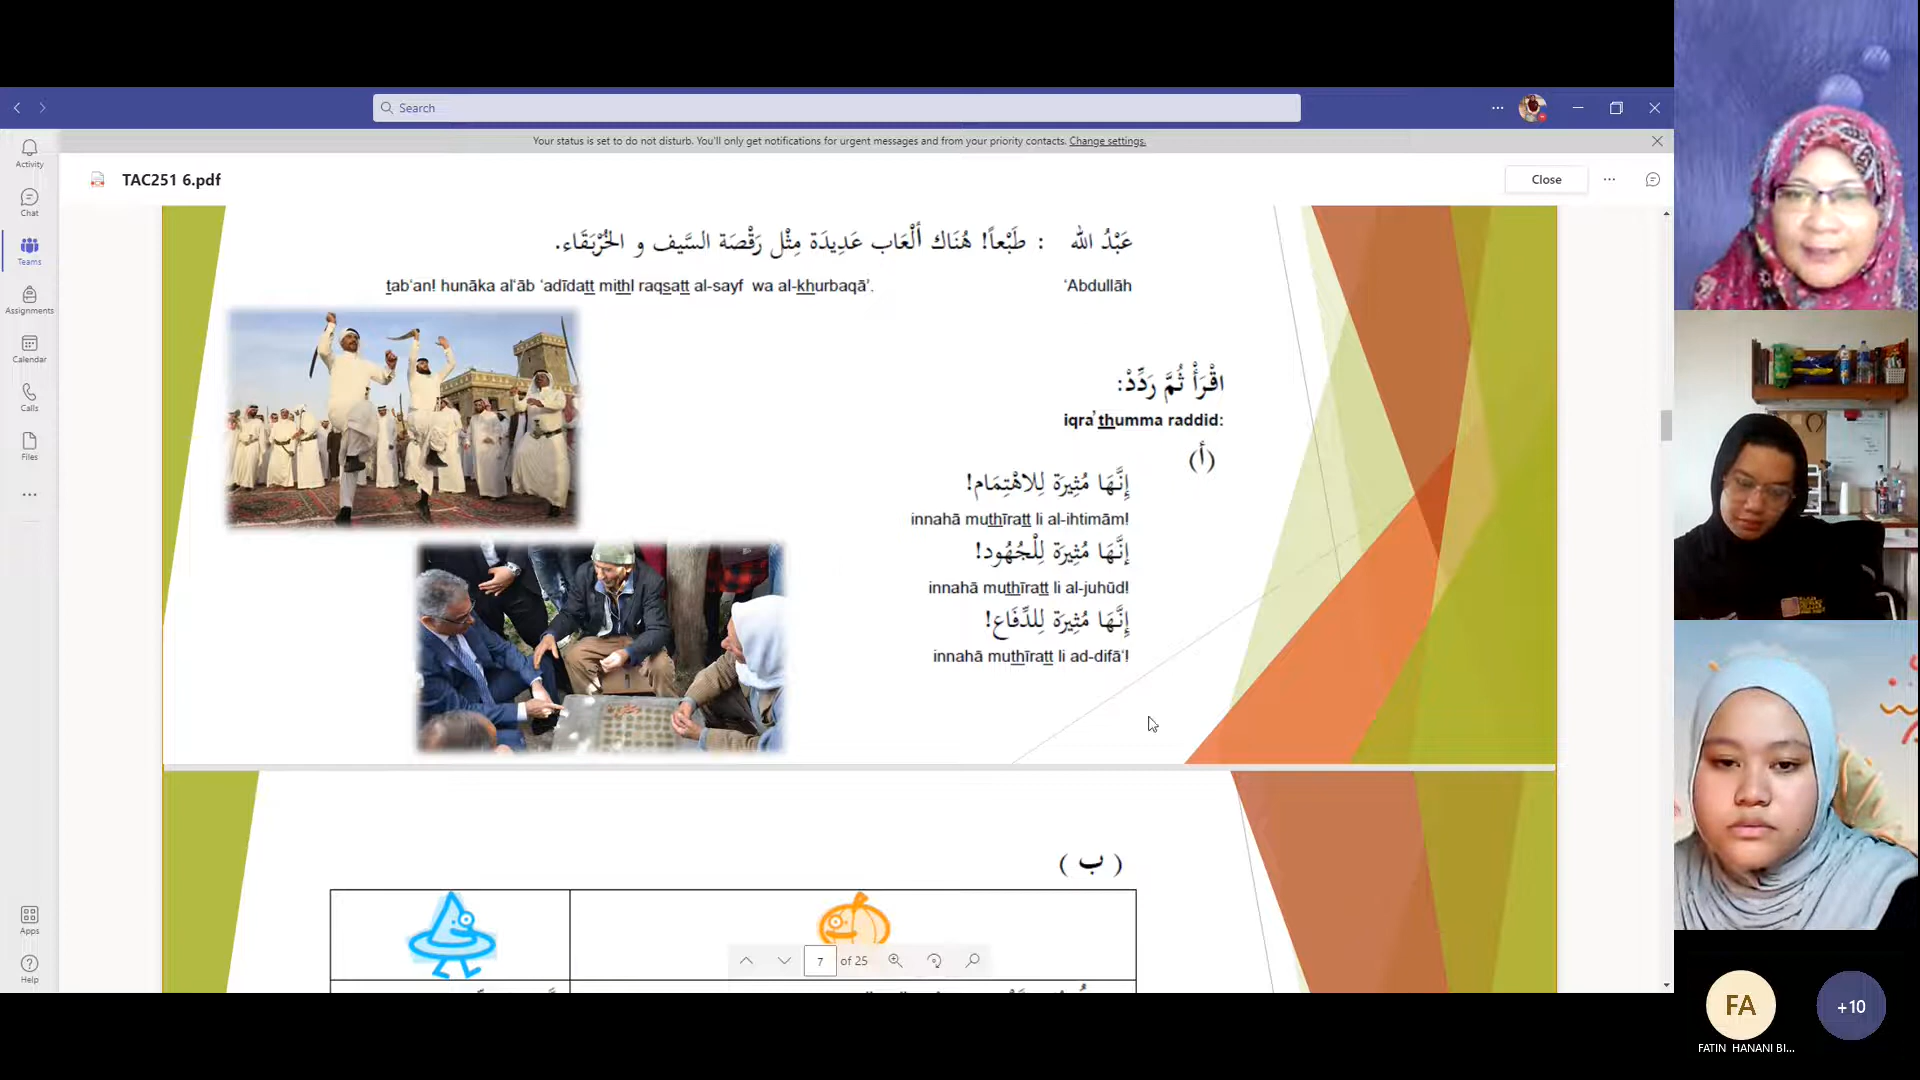 Search
Your status is set to do not disturb. You'll only get notifications for urgent messages and from your priority contacts. Change settings.
Activity
Chat
Teams
Assignments
Calendar
Calls
Files
Apps
Help
TAC251 6.pdf
Close
عَبْدُ الله : طَبْعاً! هُنَاك أَلْعَاب عَدِيدَة مِثْل رَقْصَة السَّيف و الخُرْبَقَاء.
ṯab‘an! hunāka al‘āb ‘adīdatt mithl raqsatt al-sayf wa al-khurbaqā’. ‘Abdullāh
اقْرَأْ ثُمَّ رَدِّدْ:
iqra’ thumma raddid:
(أ)
إِنَّهَا مُثِيرَة لِلاهْتِمَام!
innahā muthīratt li al-ihtimām!
إنَّهَا مُثِيرَة لِلْجُهُود!
innahā muthīratt li al-juhūd!
إِنَّهَا مُثِيرَة لِلدِّفَاع!
innahā muthīratt li ad-difā‘!
( ب )
7 of 25
FA
FATIN HANANI BI...
+10